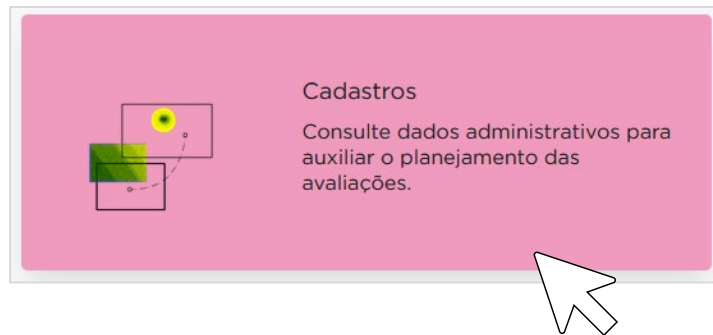 Cadastros
Consulte dados administrativos para
auxiliar o planejamento das
avaliações.